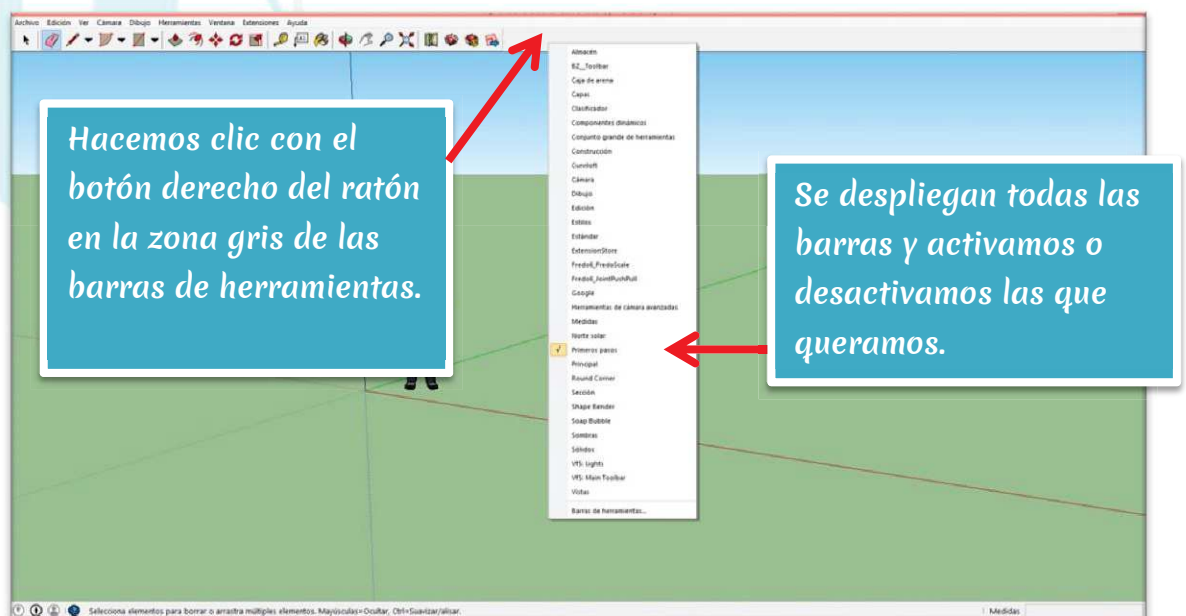 Archivo Edición Ver Cámara Dibujo Herramientas Ventana Extensiones Ayuda
Hacemos clic con el
botón derecho del ratón
en la zona gris de las
barras de herramientas.
Almacén
BZ__Toolbar
Caja de arena
Capas
Clasificador
Componentes dinámicos
Conjunto grande de herramientas
Construcción
Curviloft
Cámara
Dibujo
Edición
Estilos
Estándar
ExtensionStore
Fredo6_FredoScale
Fredo6_JointPushPull
Google
Herramientas de cámara avanzadas
Medidas
Norte solar
Primeros pasos
Principal
Round Corner
Sección
Shape Bender
Soap Bubble
Sombras
Sólidos
VfS: Lights
VfS: Main Toolbar
Vistas
Barras de herramientas...
Se despliegan todas las
barras y activamos o
desactivamos las que
queramos.
Selecciona elementos para borrar o arrastra múltiples elementos. Mayúsculas=Ocultar, Ctrl=Suavizar/alisar.
Medidas